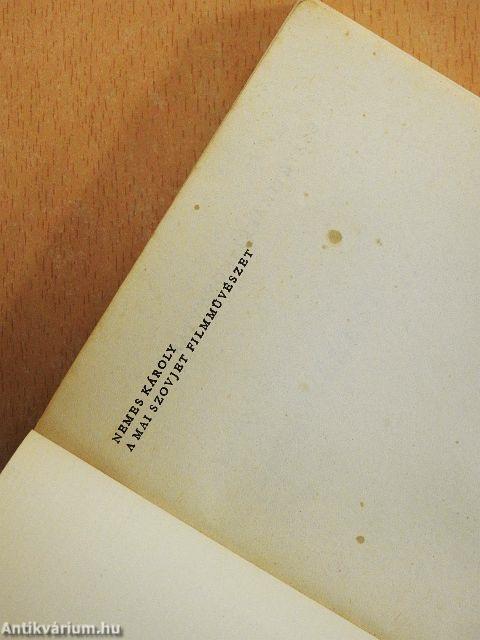 NEMES KÁROLY
A MAI SZOVJET FILMMŰVÉSZET
Antikvárium.hu